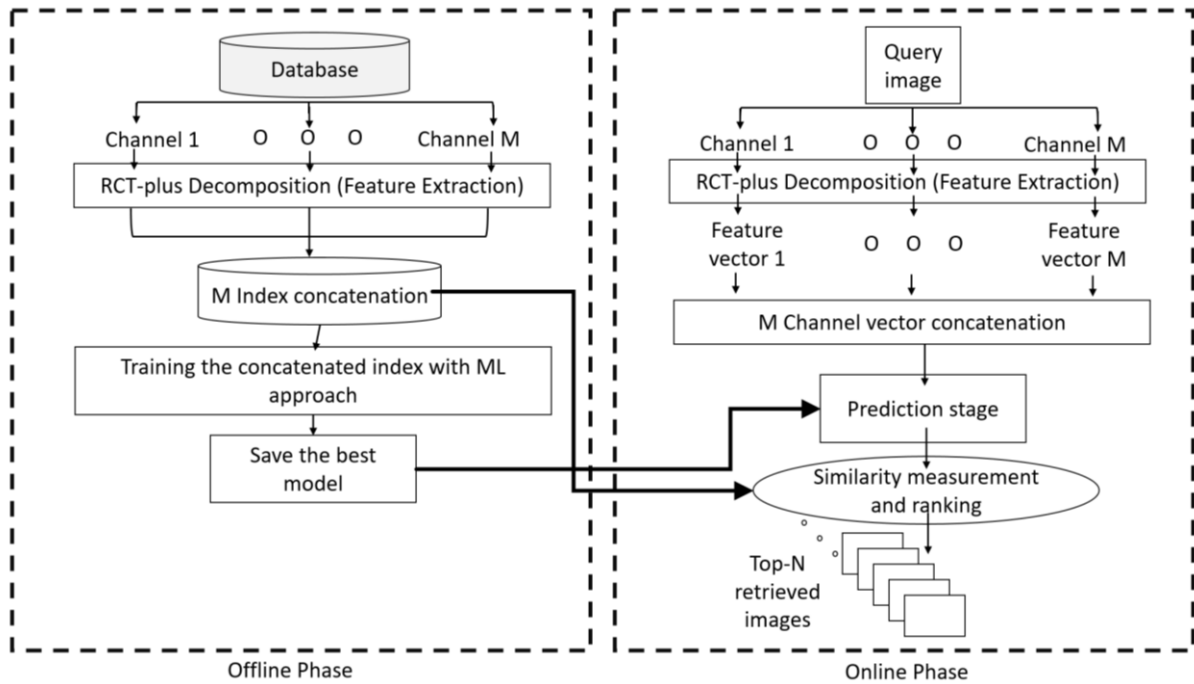 Database
Channel 1 O O O Channel M
RCT-plus Decomposition (Feature Extraction)
M Index concatenation
Training the concatenated index with ML
approach
Save the best
model
Offline Phase
Query
image
Channel 1 O O O Channel M
RCT-plus Decomposition (Feature Extraction)
Feature
vector 1
O O O
Feature
vector M
M Channel vector concatenation
Prediction stage
Similarity measurement
and ranking
Top-N
retrieved
images
Online Phase